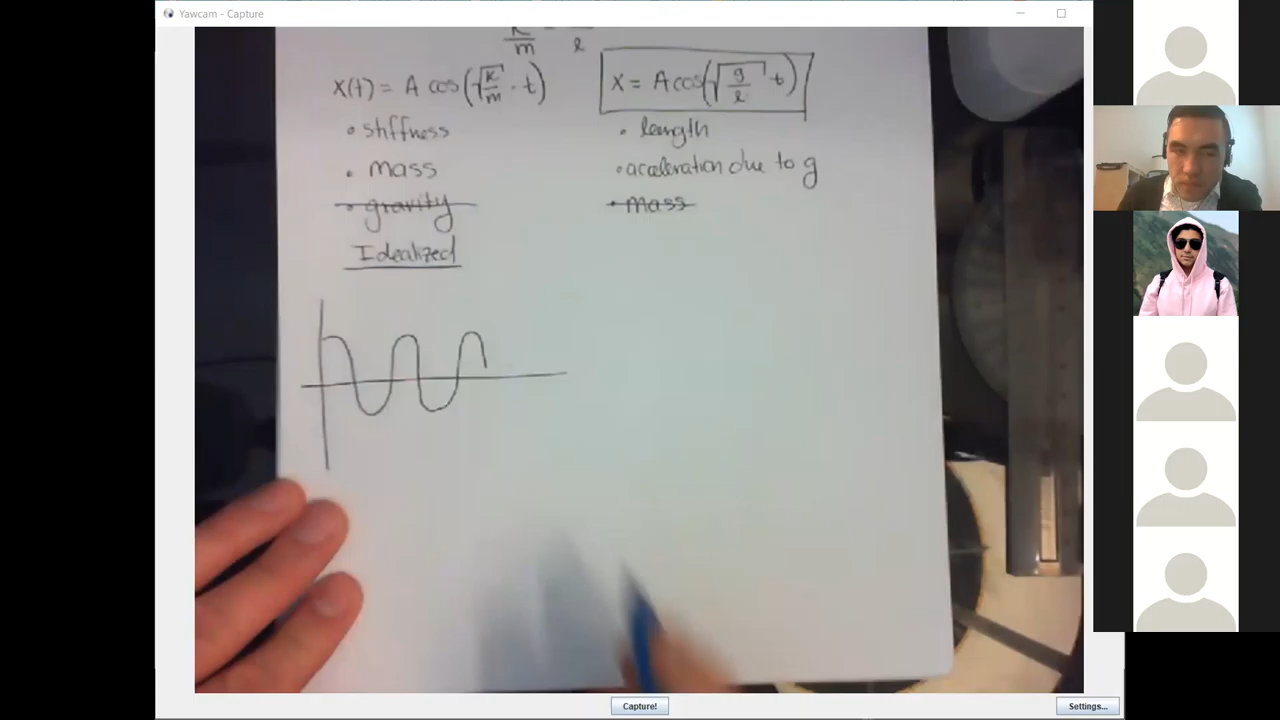 Yawcam - Capture
K/m
l
x(t) = A cos(√(K/m) · t)
x = A cos(√(g/l) t)
• stiffness
• length
• mass
• acceleration due to g
• gravity
• mass
Idealized
Capture!
Settings...